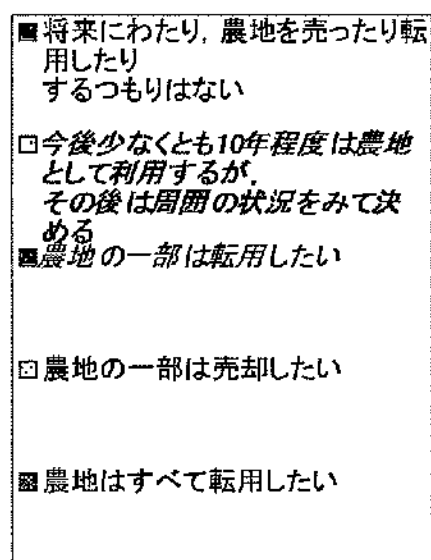 ■将来にわたり, 農地を売ったり転
用したり
するつもりはない
□今後少なくとも10年程度は農地
として利用するが,
その後は周囲の状況をみて決
める
■農地の一部は転用したい
□農地の一部は売却したい
■農地はすべて転用したい